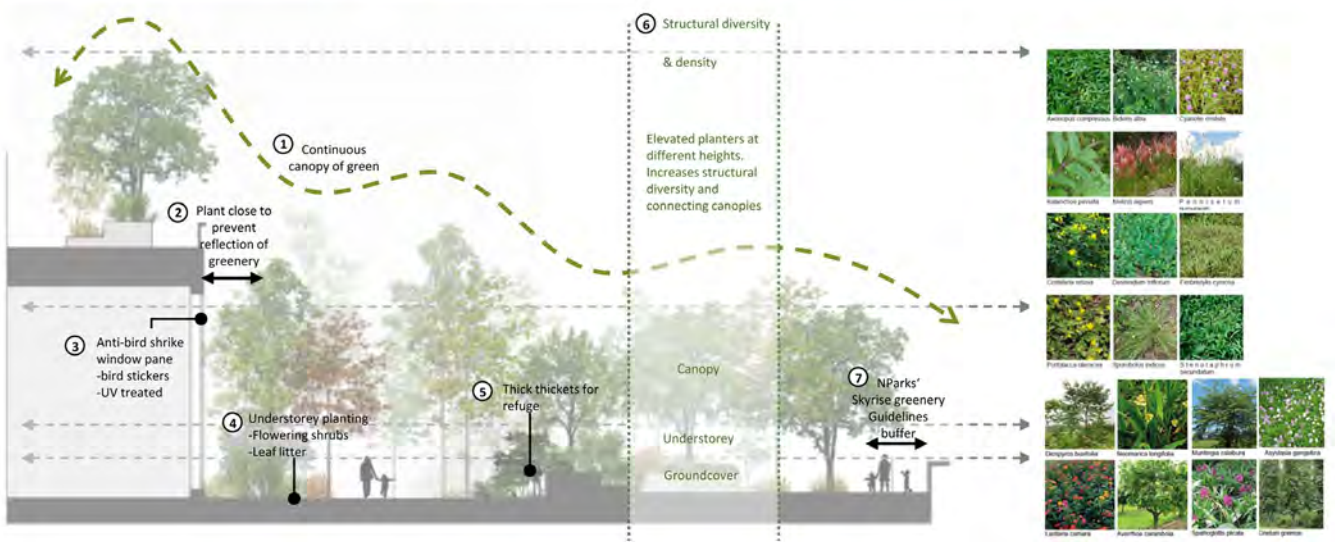 6 Structural diversity
& density
1 Continuous
canopy of green
Elevated planters at
different heights.
Increases structural
diversity and
connecting canopies
2 Plant close to
prevent
reflection of
greenery
3 Anti-bird shrike
window pane
-bird stickers
-UV treated
4 Understorey planting
-Flowering shrubs
-Leaf litter
5 Thick thickets for
refuge
Canopy
Understorey
Groundcover
7 NParks’
Skyrise greenery
Guidelines
buffer
Axonopus compressus
Bidens alba
Kalanchoe pinnata
P e n n i s e t u m
Crotalaria retusa
Desmodium triflorum
Fimbristylis cymosa
Portulaca oleracea
Sporobolus indicus
S t e n o t a p h r u m
secundatum
Diospyros buxifolia
Neomarica longifolia
Muntingia calabura
Asystasia gangetica
Lantana camara
Averrhoa carambola
Spathoglottis plicata